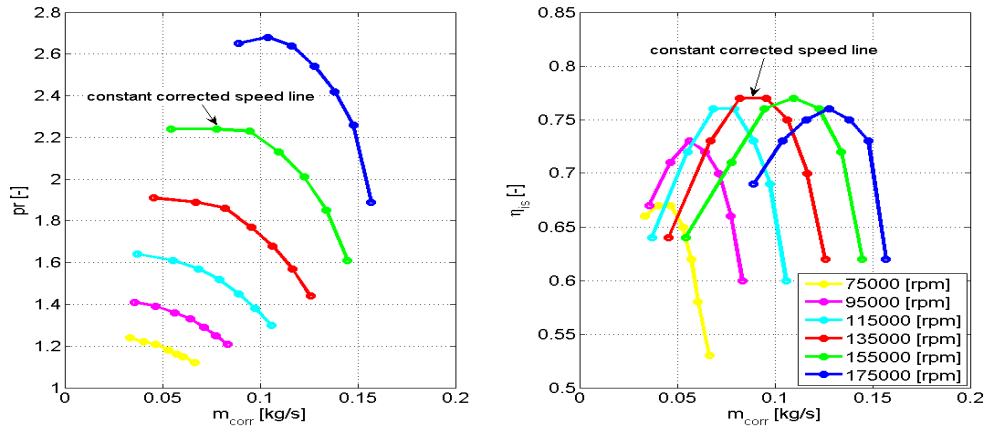 2.8
2.6
2.4
2.2
2
1.8
1.6
1.4
1.2
1
pr [-]
constant corrected speed line
0
0.05
0.1
0.15
0.2
m_corr [kg/s]
0.85
0.8
0.75
0.7
0.65
0.6
0.55
0.5
η_is [-]
constant corrected speed line
75000 [rpm]
95000 [rpm]
115000 [rpm]
135000 [rpm]
155000 [rpm]
175000 [rpm]
0
0.05
0.1
0.15
0.2
m_corr [kg/s]